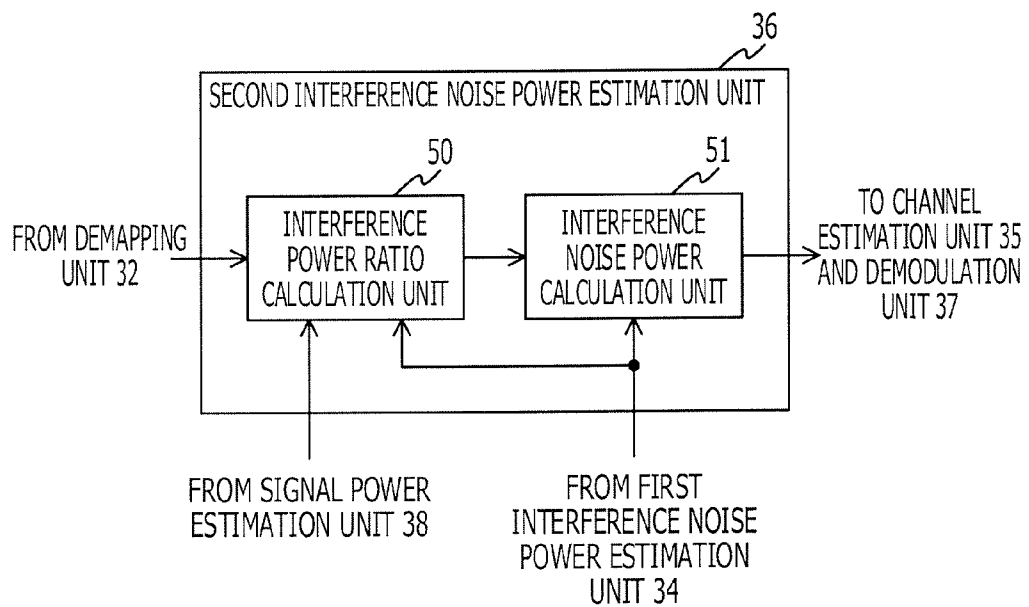 36
SECOND INTERFERENCE NOISE POWER ESTIMATION UNIT
50
51
FROM DEMAPPING
UNIT 32
INTERFERENCE
POWER RATIO
CALCULATION UNIT
INTERFERENCE
NOISE POWER
CALCULATION UNIT
TO CHANNEL
ESTIMATION UNIT 35
AND DEMODULATION
UNIT 37
FROM SIGNAL POWER
ESTIMATION UNIT 38
FROM FIRST
INTERFERENCE NOISE
POWER ESTIMATION
UNIT 34